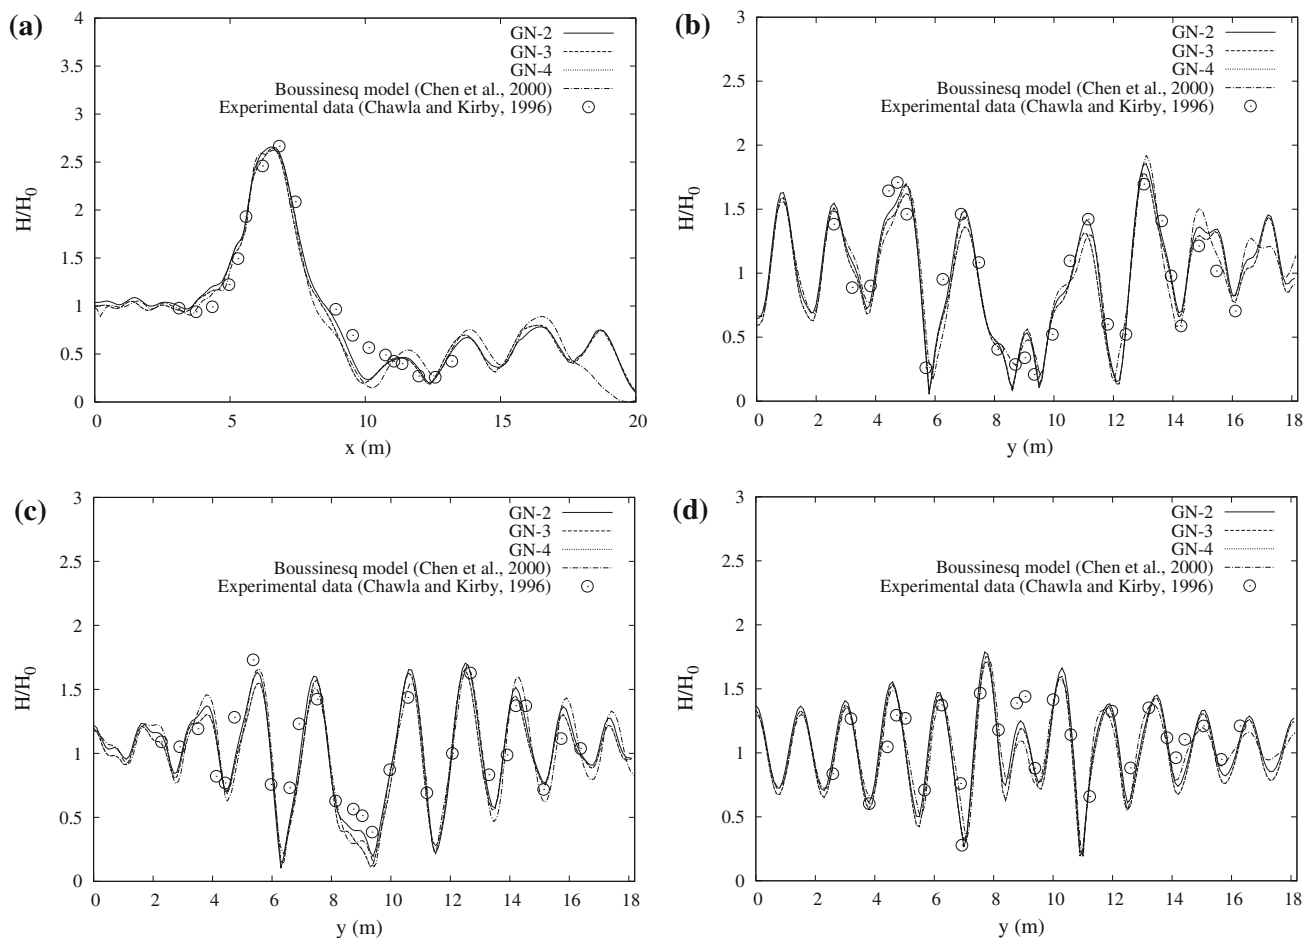 (a)
4
3.5
3
2.5
2
1.5
1
0.5
0
H/H0
GN-2
GN-3
GN-4
Boussinesq model (Chen et al., 2000)
Experimental data (Chawla and Kirby, 1996)
0 5 10 15 20
x (m)
(b)
3
2.5
2
1.5
1
0.5
0
H/H0
GN-2
GN-3
GN-4
Boussinesq model (Chen et al., 2000)
Experimental data (Chawla and Kirby, 1996)
0 2 4 6 8 10 12 14 16 18
y (m)
(c)
3
2.5
2
1.5
1
0.5
0
H/H0
GN-2
GN-3
GN-4
Boussinesq model (Chen et al., 2000)
Experimental data (Chawla and Kirby, 1996)
0 2 4 6 8 10 12 14 16 18
y (m)
(d)
3
2.5
2
1.5
1
0.5
0
H/H0
GN-2
GN-3
GN-4
Boussinesq model (Chen et al., 2000)
Experimental data (Chawla and Kirby, 1996)
0 2 4 6 8 10 12 14 16 18
y (m)